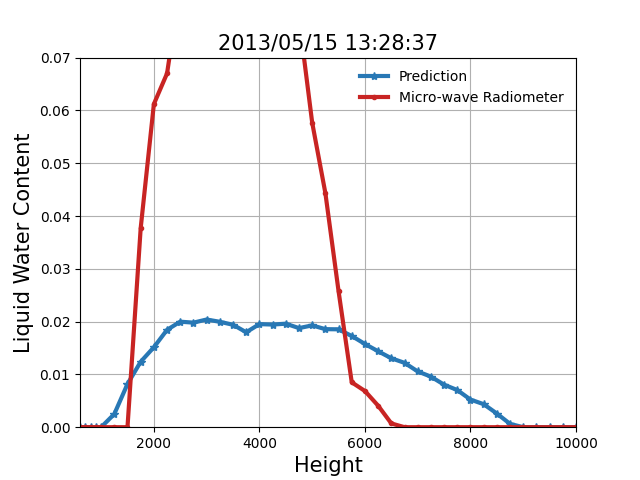 2013/05/15 13:28:37
Prediction
Micro-wave Radiometer
Liquid Water Content
0.07
0.06
0.05
0.04
0.03
0.02
0.01
0.00
2000 4000 6000 8000 10000
Height